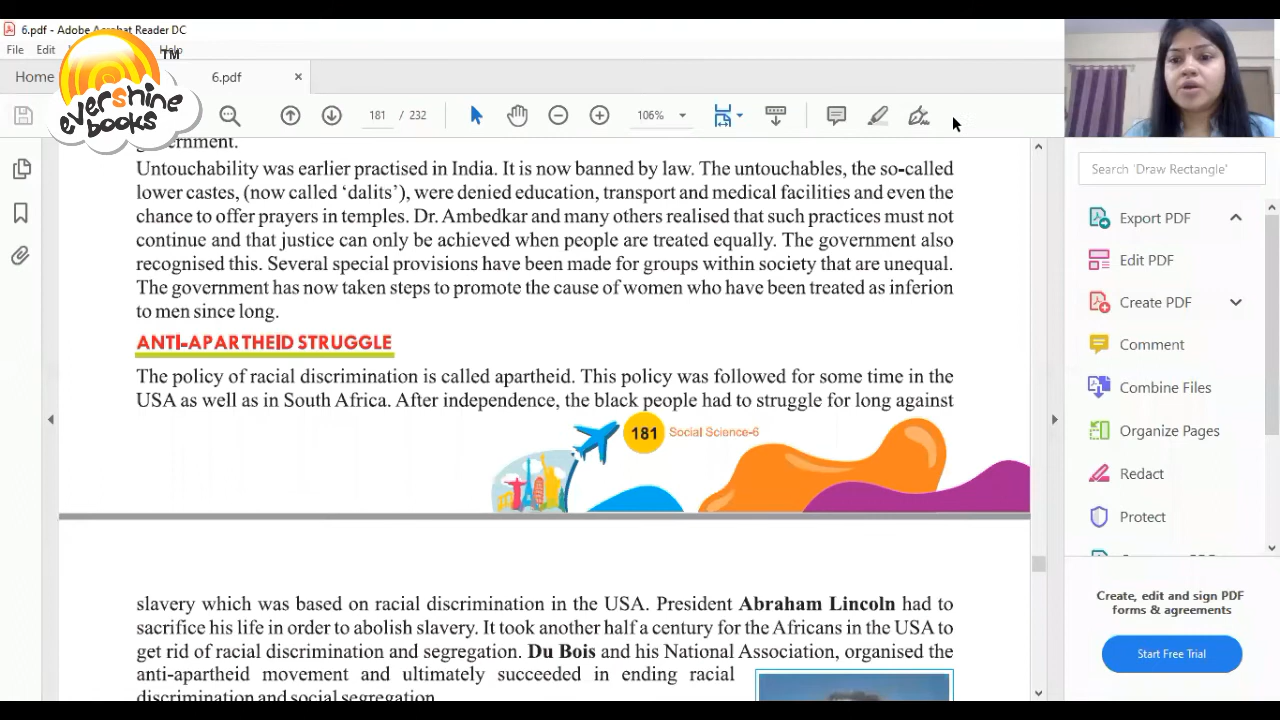 6.pdf - Adobe Acrobat Reader DC
File Edit Help
Home 6.pdf ×
TM
evershine
books
181 / 232 106%
Search 'Draw Rectangle'
government.
Untouchability was earlier practised in India. It is now banned by law. The untouchables, the so-called
lower castes, (now called ‘dalits’), were denied education, transport and medical facilities and even the
chance to offer prayers in temples. Dr. Ambedkar and many others realised that such practices must not
continue and that justice can only be achieved when people are treated equally. The government also
recognised this. Several special provisions have been made for groups within society that are unequal.
The government has now taken steps to promote the cause of women who have been treated as inferion
to men since long.
ANTI-APARTHEID STRUGGLE
The policy of racial discrimination is called apartheid. This policy was followed for some time in the
USA as well as in South Africa. After independence, the black people had to struggle for long against
181 Social Science-6
slavery which was based on racial discrimination in the USA. President Abraham Lincoln had to
sacrifice his life in order to abolish slavery. It took another half a century for the Africans in the USA to
get rid of racial discrimination and segregation. Du Bois and his National Association, organised the
anti-apartheid movement and ultimately succeeded in ending racial
discrimination and social segregation.
Export PDF
Edit PDF
Create PDF
Comment
Combine Files
Organize Pages
Redact
Protect
Create, edit and sign PDF
forms & agreements
Start Free Trial